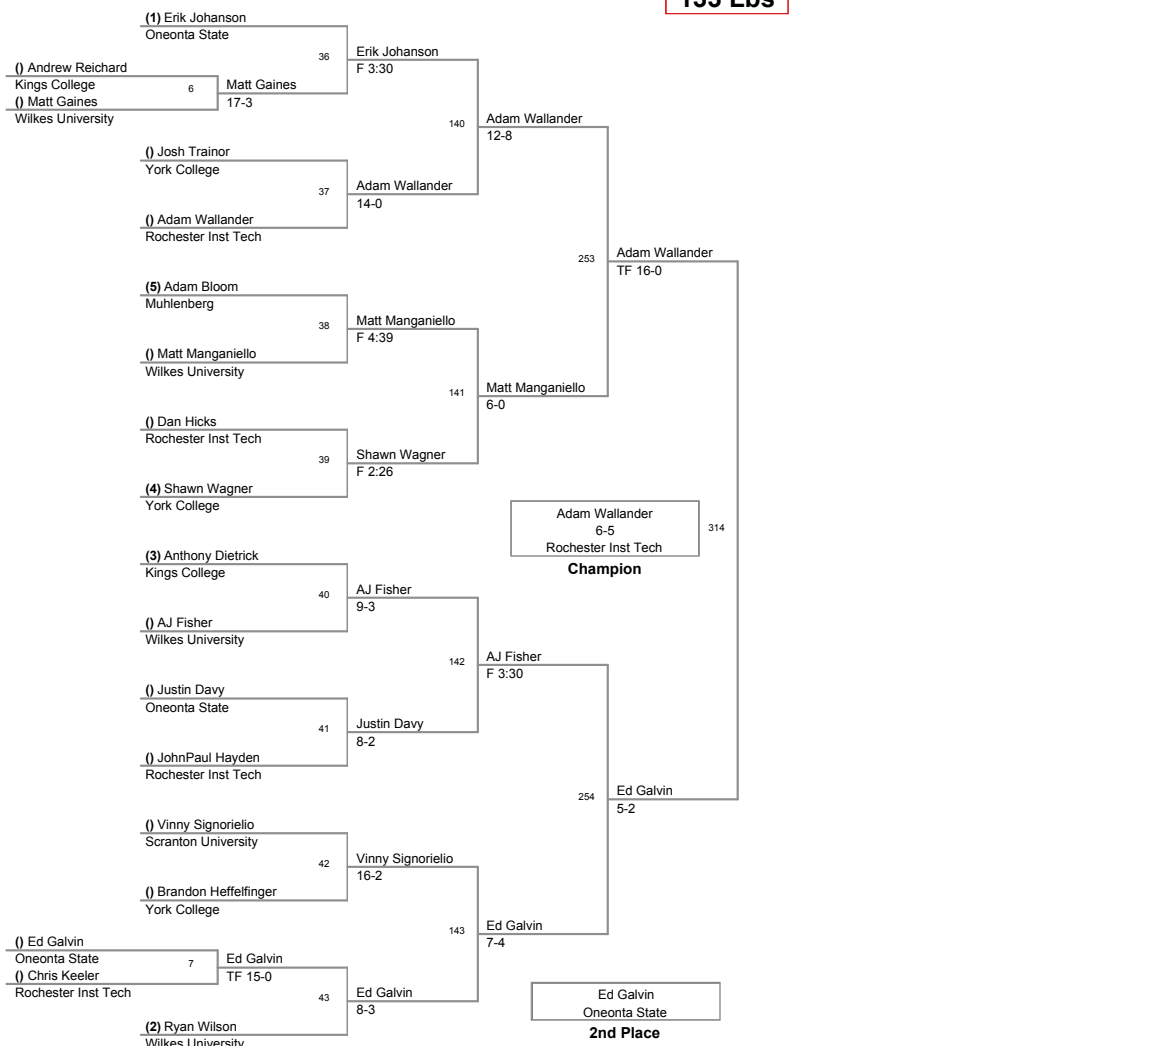 133 Lbs
(1) Erik Johanson
Oneonta State
36
Erik Johanson
F 3:30
() Andrew Reichard
Kings College
6
() Matt Gaines
Wilkes University
Matt Gaines
17-3
140
Adam Wallander
12-8
() Josh Trainor
York College
37
Adam Wallander
14-0
() Adam Wallander
Rochester Inst Tech
253
Adam Wallander
TF 16-0
(5) Adam Bloom
Muhlenberg
38
Matt Manganiello
F 4:39
() Matt Manganiello
Wilkes University
141
Matt Manganiello
6-0
() Dan Hicks
Rochester Inst Tech
39
Shawn Wagner
F 2:26
(4) Shawn Wagner
York College
Adam Wallander
6-5
Rochester Inst Tech
314
Champion
(3) Anthony Dietrick
Kings College
40
AJ Fisher
9-3
() AJ Fisher
Wilkes University
142
AJ Fisher
F 3:30
() Justin Davy
Oneonta State
41
Justin Davy
8-2
() JohnPaul Hayden
Rochester Inst Tech
254
Ed Galvin
5-2
() Vinny Signorielio
Scranton University
42
Vinny Signorielio
16-2
() Brandon Heffelfinger
York College
143
Ed Galvin
7-4
() Ed Galvin
Oneonta State
7
() Chris Keeler
Rochester Inst Tech
Ed Galvin
TF 15-0
43
Ed Galvin
8-3
(2) Ryan Wilson
Wilkes University
Ed Galvin
Oneonta State
2nd Place